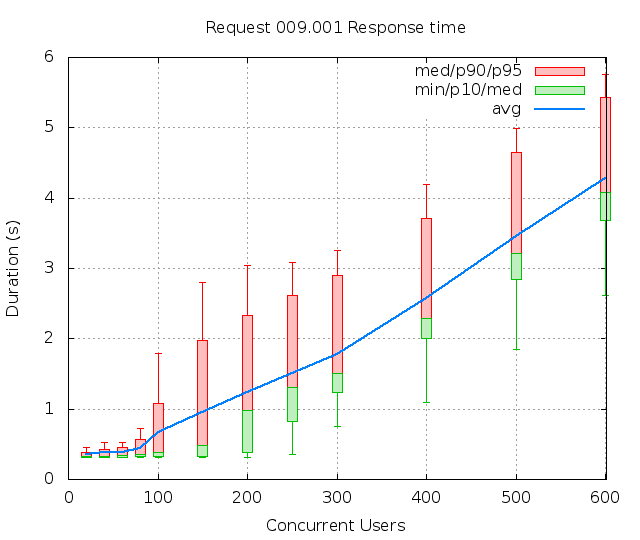 Request 009.001 Response time
med/p90/p95
min/p10/med
avg
Duration (s)
6
5
4
3
2
1
0
0 100 200 300 400 500 600
Concurrent Users